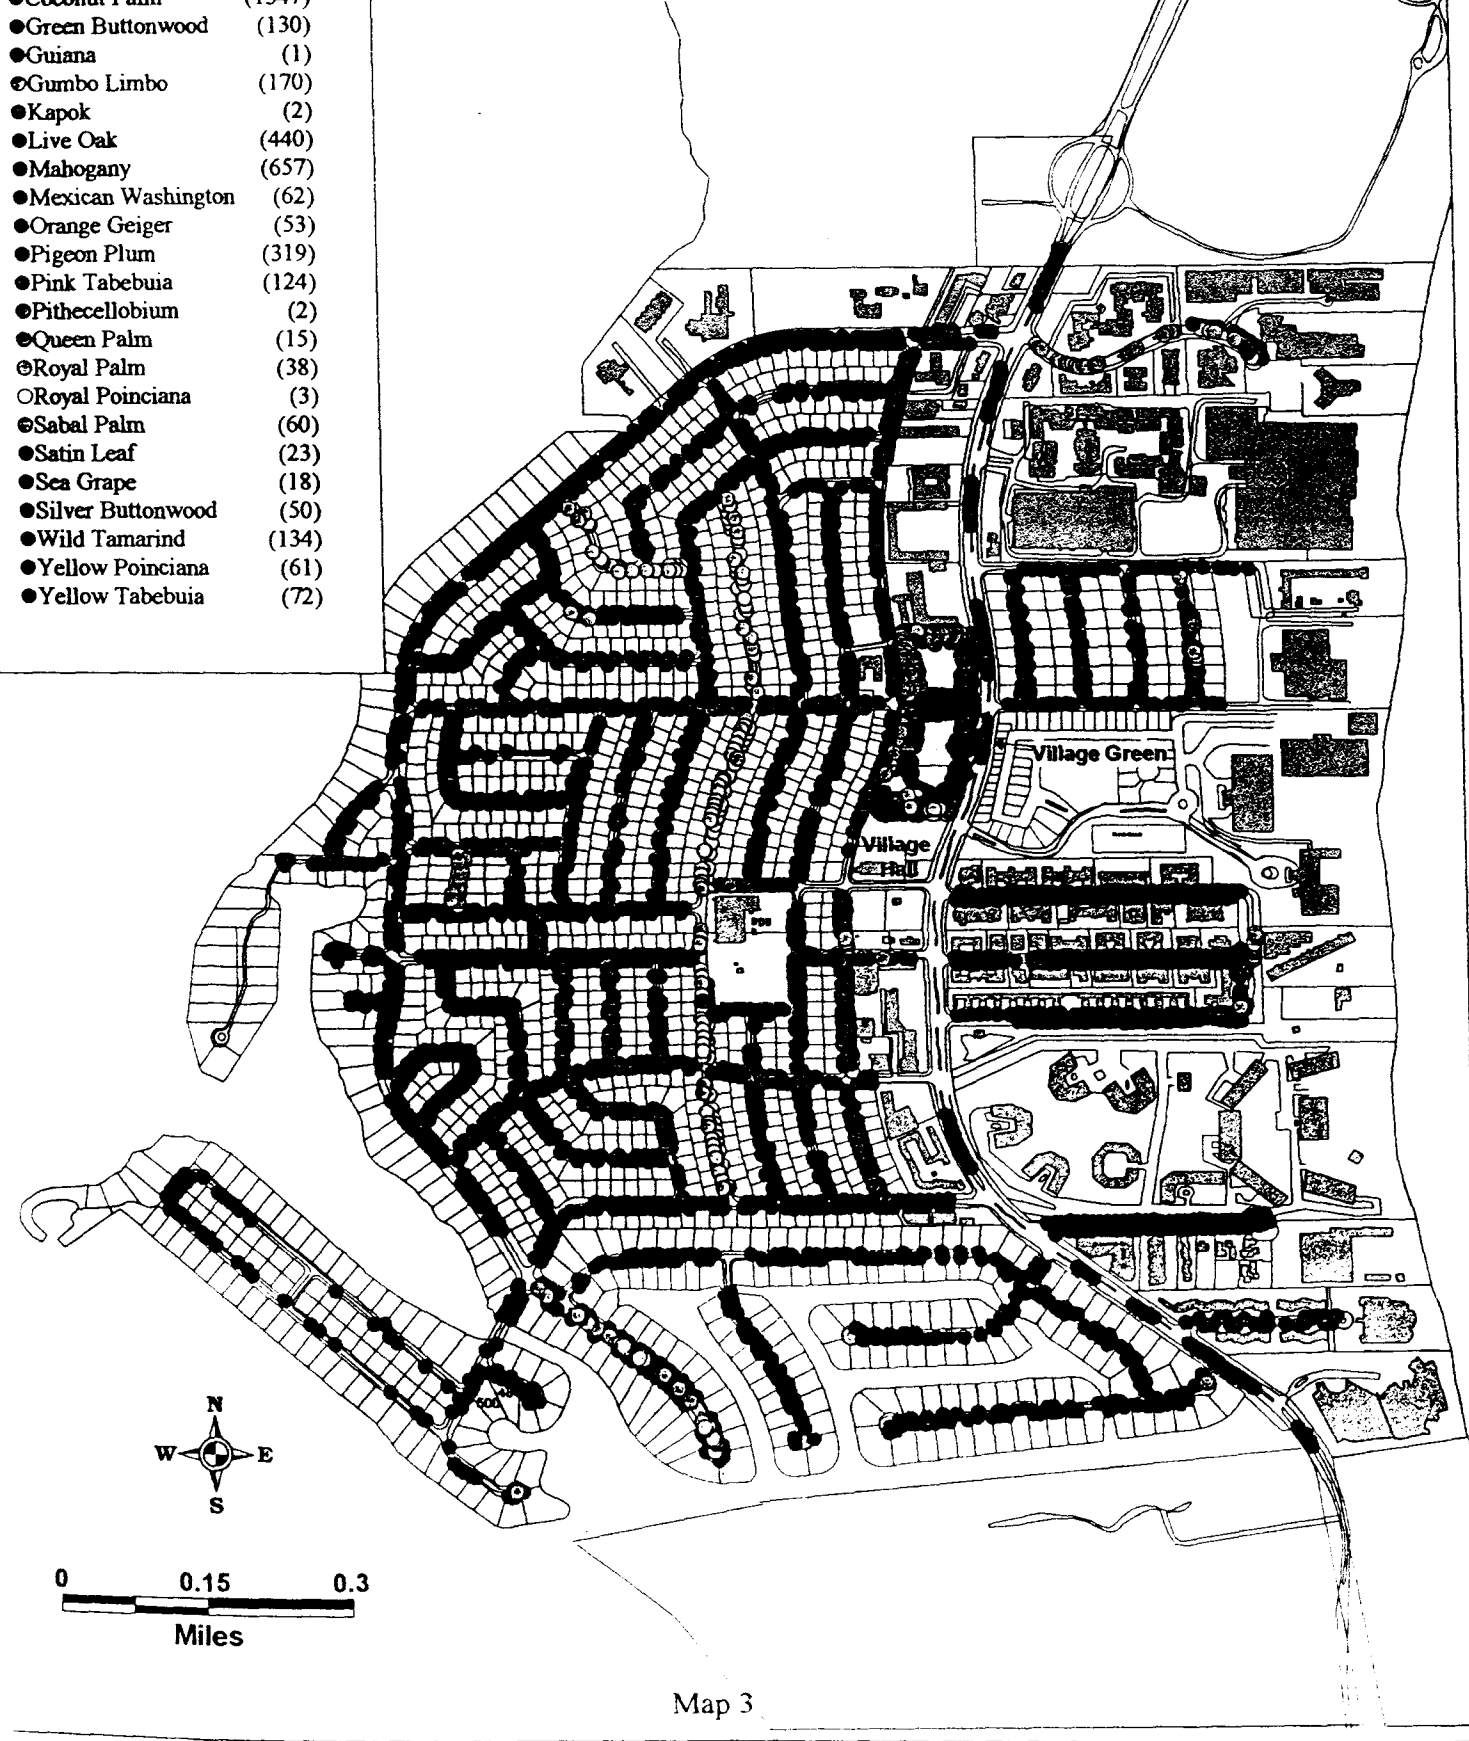 ●Coconut Palm (1347)
●Green Buttonwood (130)
●Guiana (1)
Gumbo Limbo (170)
●Kapok (2)
●Live Oak (440)
●Mahogany (657)
●Mexican Washington (62)
●Orange Geiger (53)
●Pigeon Plum (319)
●Pink Tabebuia (124)
●Pithecellobium (2)
●Queen Palm (15)
Royal Palm (38)
○Royal Poinciana (3)
Sabal Palm (60)
●Satin Leaf (23)
●Sea Grape (18)
●Silver Buttonwood (50)
●Wild Tamarind (134)
●Yellow Poinciana (61)
●Yellow Tabebuia (72)
Village Green
Village
Hall
N
W E
S
0 0.15 0.3
Miles
Map 3